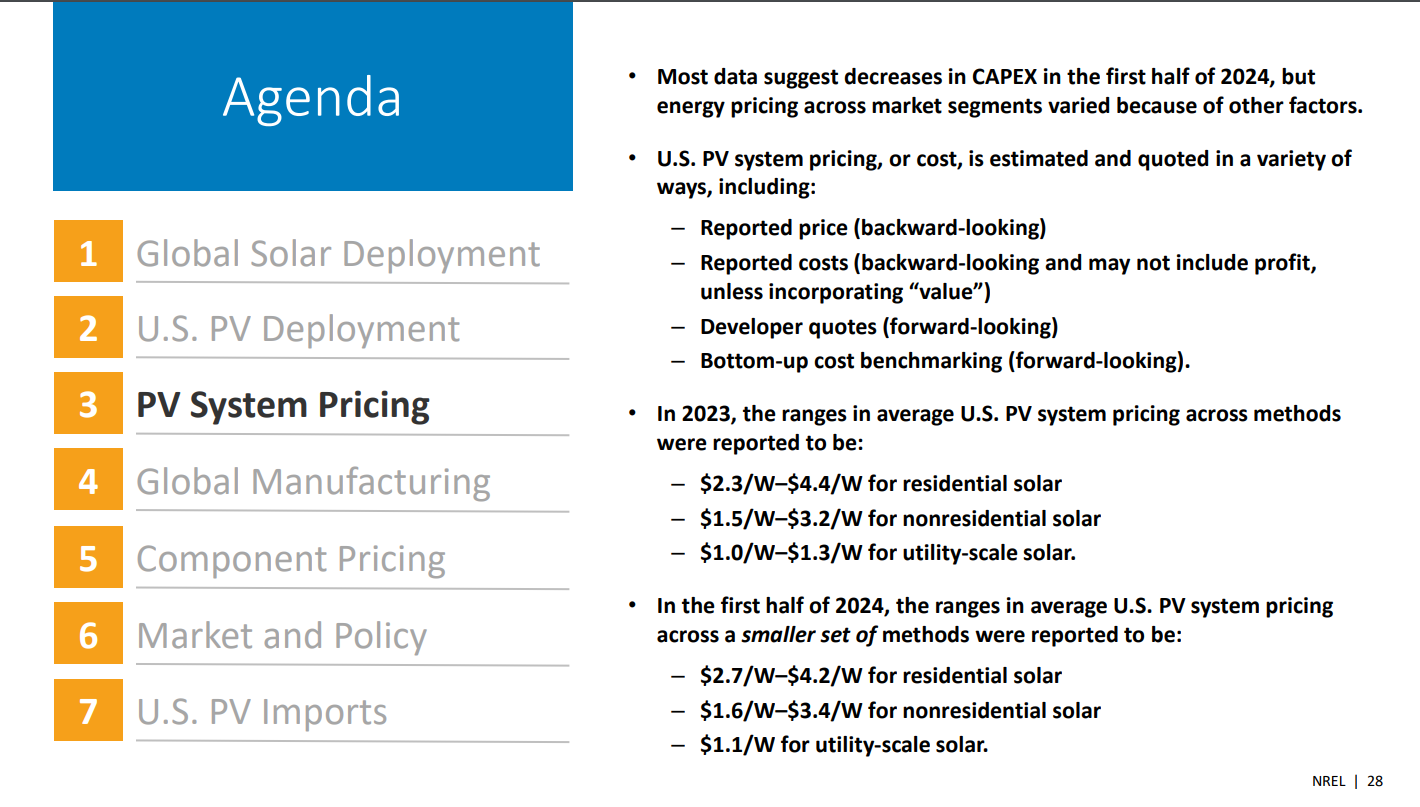 Agenda
1 Global Solar Deployment
2 U.S. PV Deployment
3 PV System Pricing
4 Global Manufacturing
5 Component Pricing
6 Market and Policy
7 U.S. PV Imports
• Most data suggest decreases in CAPEX in the first half of 2024, but
energy pricing across market segments varied because of other factors.
• U.S. PV system pricing, or cost, is estimated and quoted in a variety of
ways, including:
– Reported price (backward-looking)
– Reported costs (backward-looking and may not include profit,
unless incorporating “value”)
– Developer quotes (forward-looking)
– Bottom-up cost benchmarking (forward-looking).
• In 2023, the ranges in average U.S. PV system pricing across methods
were reported to be:
– $2.3/W–$4.4/W for residential solar
– $1.5/W–$3.2/W for nonresidential solar
– $1.0/W–$1.3/W for utility-scale solar.
• In the first half of 2024, the ranges in average U.S. PV system pricing
across a smaller set of methods were reported to be:
– $2.7/W–$4.2/W for residential solar
– $1.6/W–$3.4/W for nonresidential solar
– $1.1/W for utility-scale solar.
NREL | 28